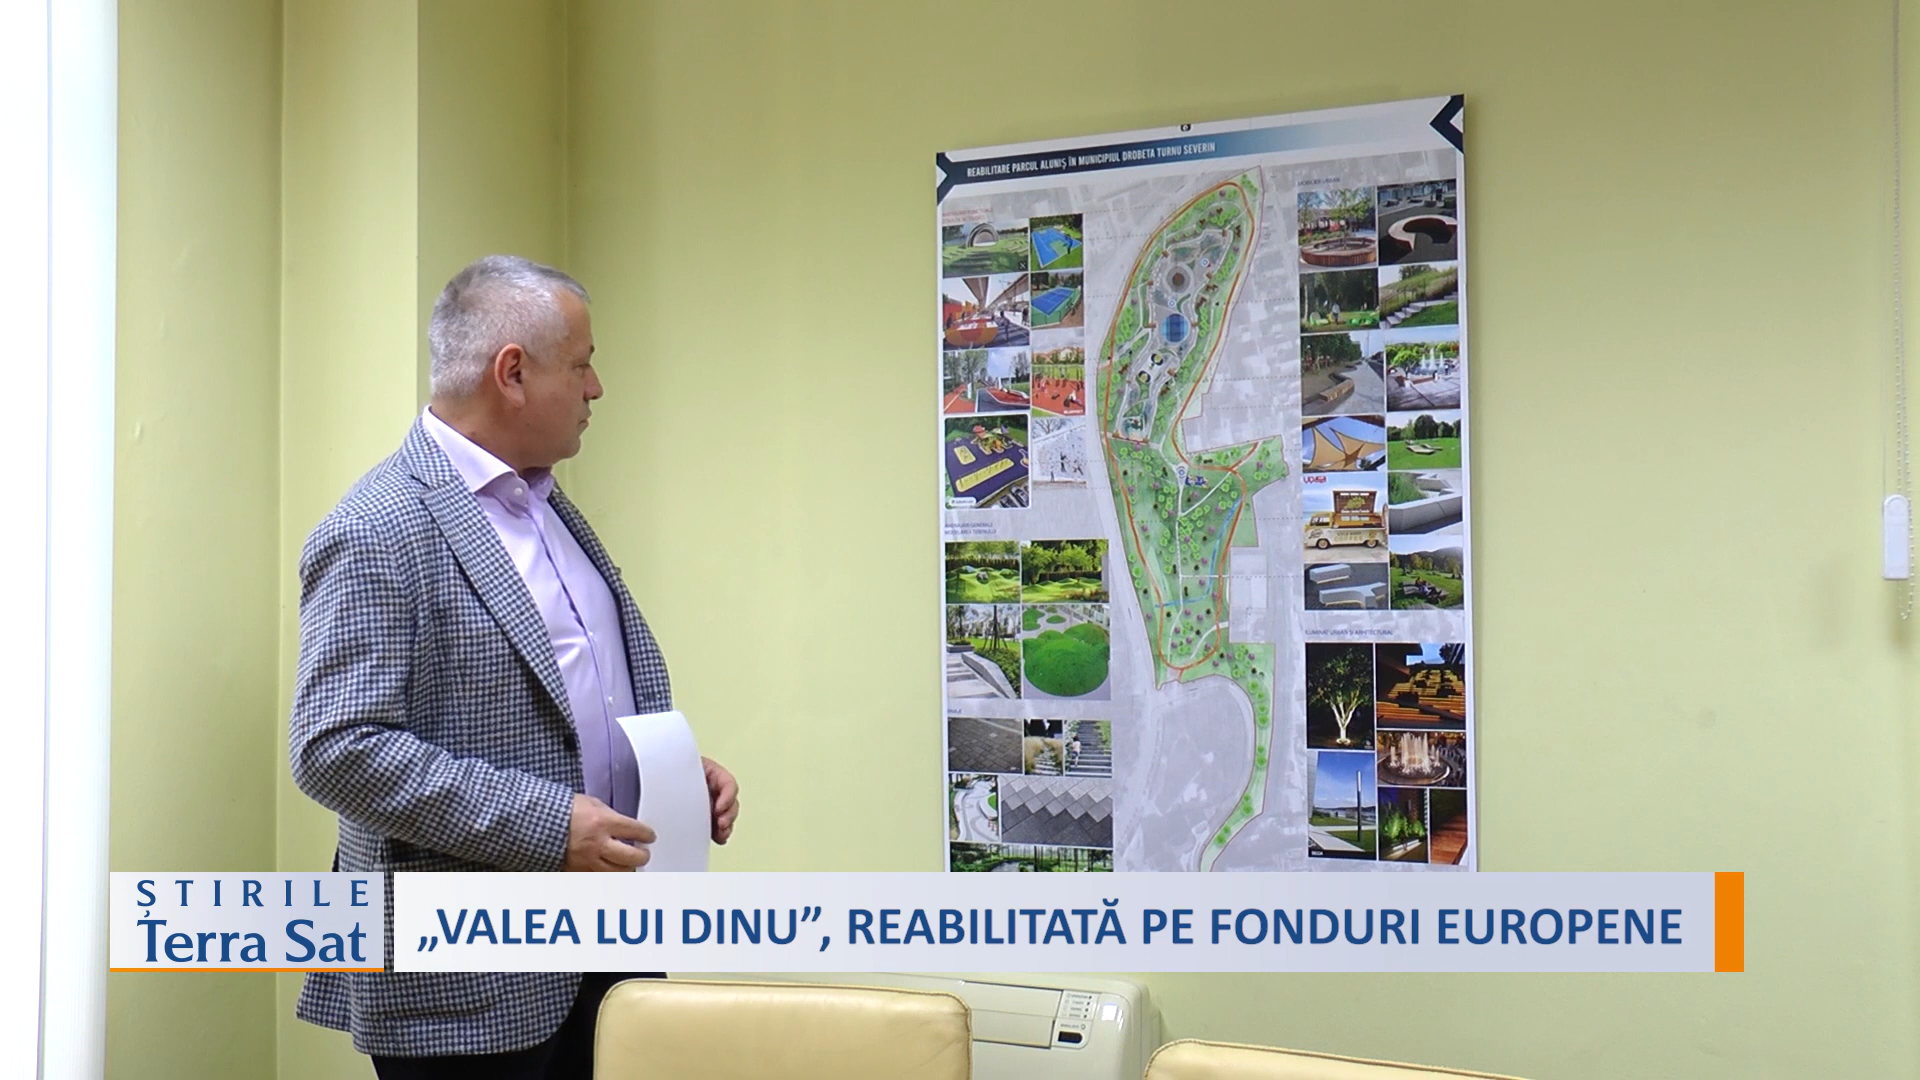 REABILITARE PARCUL ALUNIȘ ÎN MUNICIPIUL DROBETA TURNU SEVERIN
ȘTIRILE
Terra Sat
„VALEA LUI DINU”, REABILITATĂ PE FONDURI EUROPENE